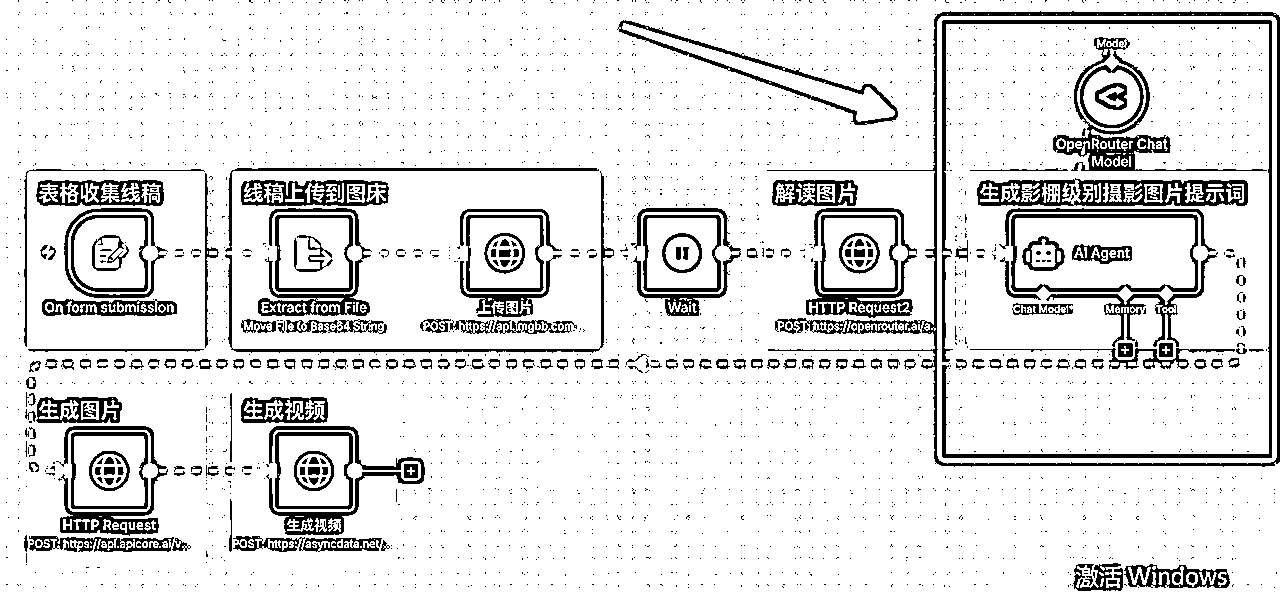 Model
OpenRouter Chat
Model
表格收集线稿
线稿上传到图床
解读图片
生成影棚级别摄影图片提示词
AI Agent
On form submission
Extract from File
Move File to Base64 String
上传图片
POST: https://api.imgbb.com...
Wait
HTTP Request2
POST: https://openrouter.ai/a...
Chat Model*
Memory
Tool
生成图片
生成视频
HTTP Request
POST: https://api.apicore.ai/v...
生成视频
POST: https://asyncdata.net/...
激活 Windows